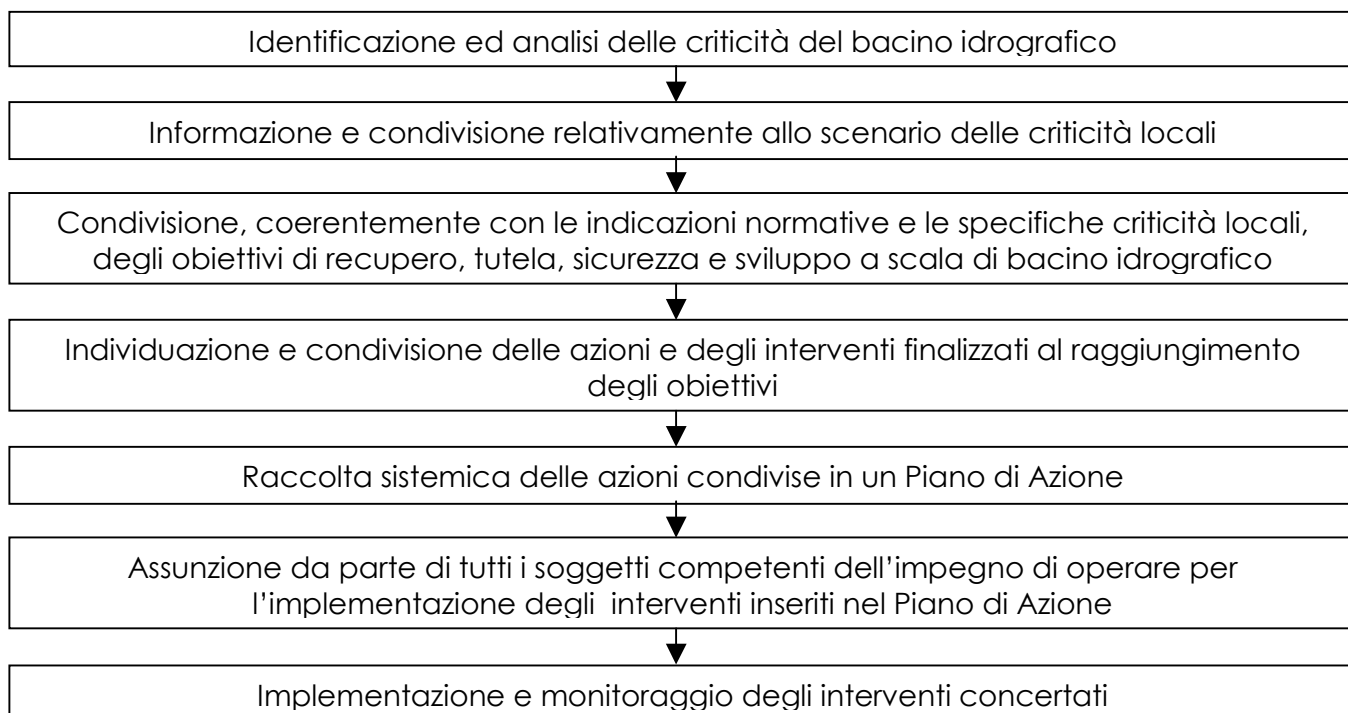 Identificazione ed analisi delle criticità del bacino idrografico
Informazione e condivisione relativamente allo scenario delle criticità locali
Condivisione, coerentemente con le indicazioni normative e le specifiche criticità locali,
degli obiettivi di recupero, tutela, sicurezza e sviluppo a scala di bacino idrografico
Individuazione e condivisione delle azioni e degli interventi finalizzati al raggiungimento
degli obiettivi
Raccolta sistemica delle azioni condivise in un Piano di Azione
Assunzione da parte di tutti i soggetti competenti dell'impegno di operare per
l'implementazione degli interventi inseriti nel Piano di Azione
Implementazione e monitoraggio degli interventi concertati